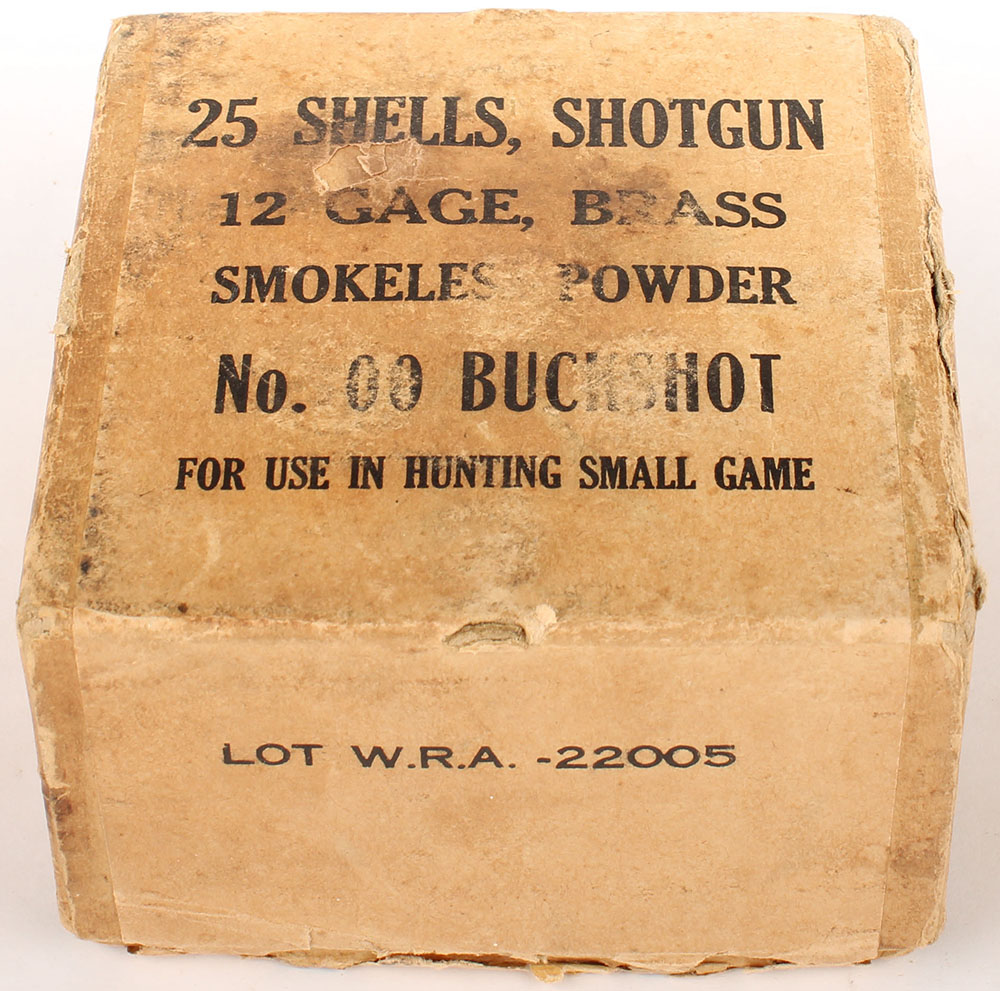 25 SHELLS, SHOTGUN
12 GAGE, BRASS
SMOKELESS POWDER
No. 00 BUCKSHOT
FOR USE IN HUNTING SMALL GAME
LOT W.R.A. -22005